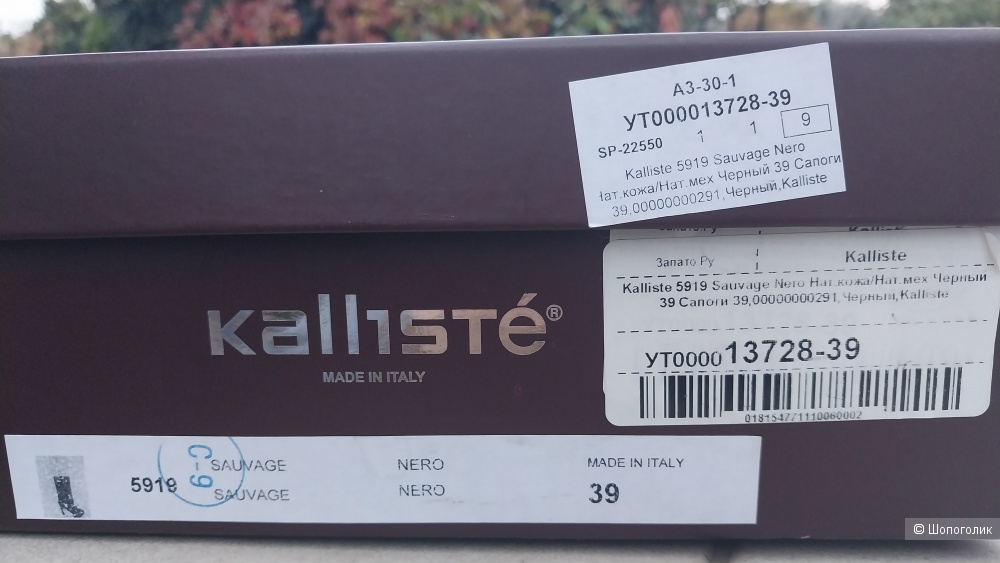 А3-30-1
УТ000013728-39
SP-22550 1 1 9
Kalliste 5919 Sauvage Nero
Нат.кожа/Нат.мех Черный 39 Сапоги
39,00000000291,Черный,Kalliste
Запато Ру Kalliste
Kalliste 5919 Sauvage Nero Нат.кожа/Нат.мех Черный
39 Сапоги 39,00000000291,Черный,Kalliste
УТ000013728-39
kallisté®
MADE IN ITALY
5919 SAUVAGE NERO MADE IN ITALY
SAUVAGE NERO 39
C-9
© Шопоголик